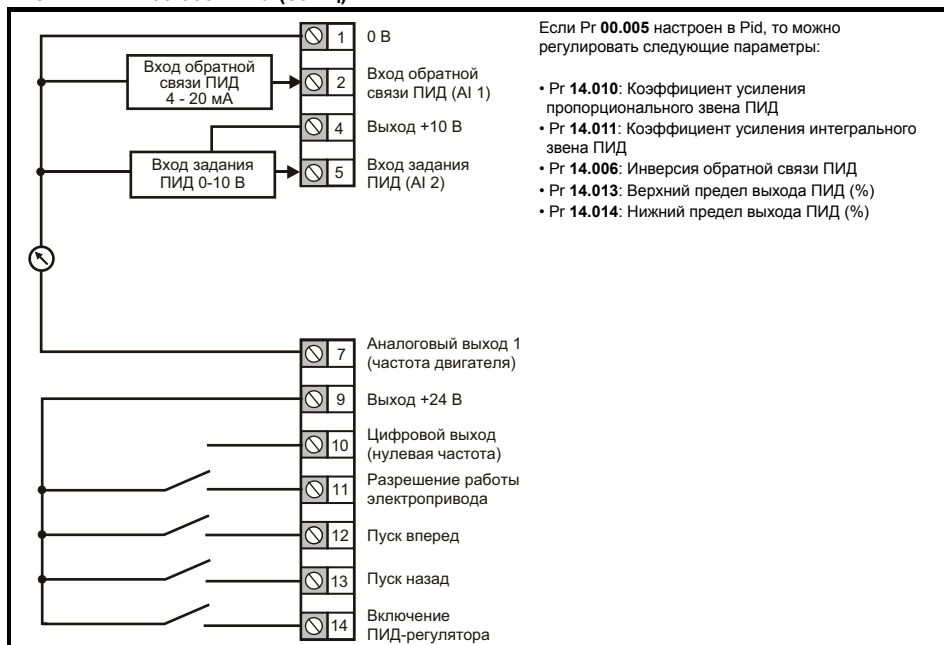 1
0 В
Вход обратной
связи ПИД
4 - 20 мА
2
Вход обратной
связи ПИД (AI 1)
4
Выход +10 В
Вход задания
ПИД 0-10 В
5
Вход задания
ПИД (AI 2)
7
Аналоговый выход 1
(частота двигателя)
9
Выход +24 В
10
Цифровой выход
(нулевая частота)
11
Разрешение работы
электропривода
12
Пуск вперед
13
Пуск назад
14
Включение
ПИД-регулятора
Если Pr 00.005 настроен в Pid, то можно
регулировать следующие параметры:
• Pr 14.010: Коэффициент усиления
пропорционального звена ПИД
• Pr 14.011: Коэффициент усиления интегрального
звена ПИД
• Pr 14.006: Инверсия обратной связи ПИД
• Pr 14.013: Верхний предел выхода ПИД (%)
• Pr 14.014: Нижний предел выхода ПИД (%)